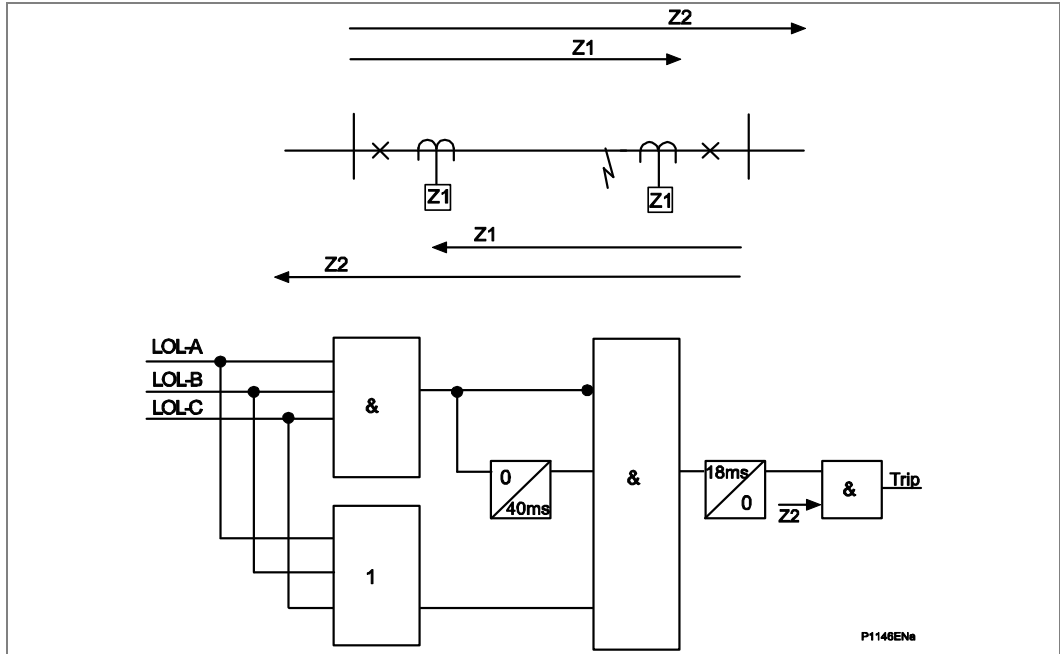 Z2
Z1
Z1
Z1
Z1
Z2
LOL-A
LOL-B
LOL-C
&
0
40ms
1
&
18ms
0
Z2
&
Trip
P1146ENa